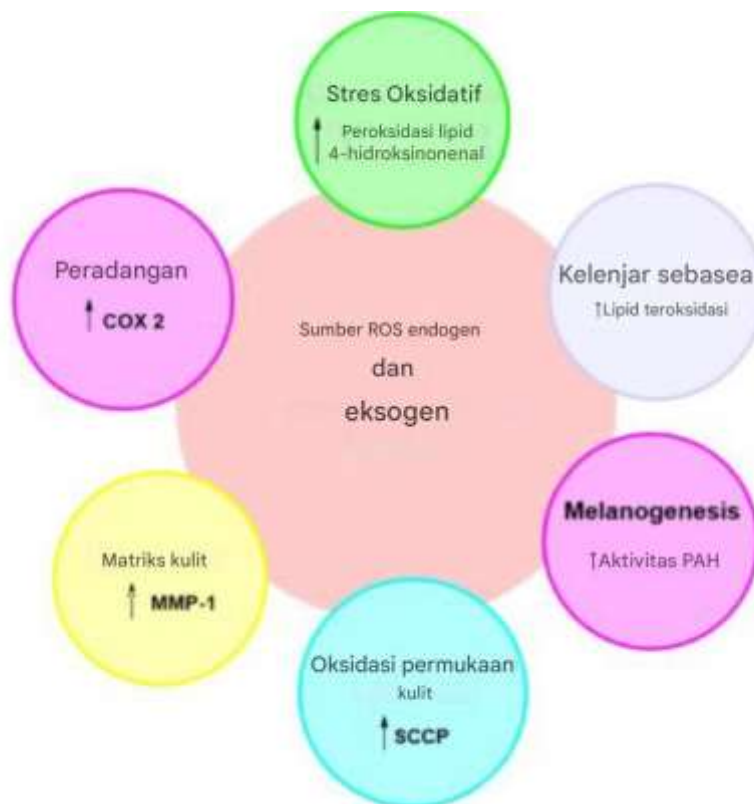 Stres Oksidatif
↑ Peroksidasi lipid
4-hidroksinonenal
Kelenjar sebasea
↑Lipid teroksidasi
Melanogenesis
↑Aktivitas PAH
Oksidasi permukaan
kulit
↑ SCCP
Matriks kulit
↑ MMP-1
Peradangan
↑ COX 2
Sumber ROS endogen
dan
eksogen